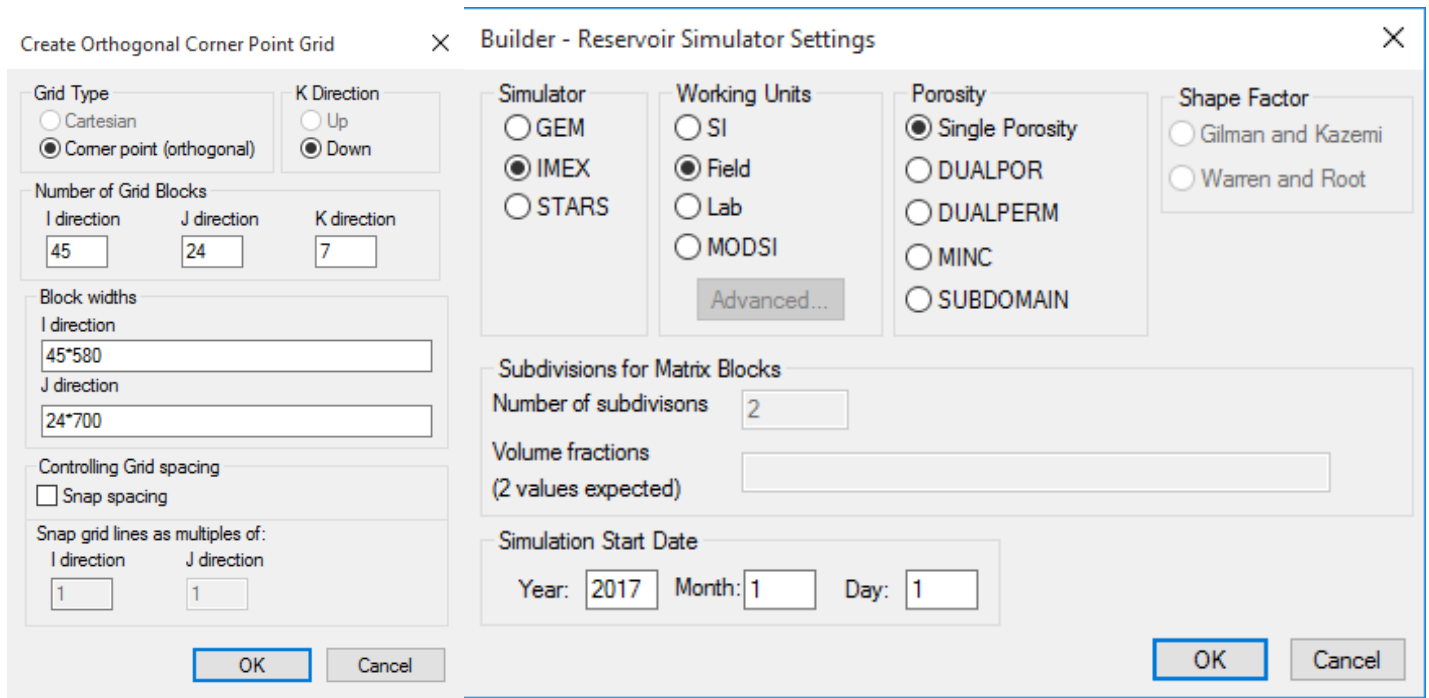 Create Orthogonal Corner Point Grid
Grid Type
Cartesian
Corner point (orthogonal)
K Direction
Up
Down
Number of Grid Blocks
I direction J direction K direction
45 24 7
Block widths
I direction
45*580
J direction
24*700
Controlling Grid spacing
Snap spacing
Snap grid lines as multiples of:
I direction J direction
1 1
OK Cancel
Builder - Reservoir Simulator Settings
Simulator
GEM
IMEX
STARS
Working Units
SI
Field
Lab
MODSI
Advanced...
Porosity
Single Porosity
DUALPOR
DUALPERM
MINC
SUBDOMAIN
Shape Factor
Gilman and Kazemi
Warren and Root
Subdivisions for Matrix Blocks
Number of subdivisons 2
Volume fractions
(2 values expected)
Simulation Start Date
Year: 2017 Month: 1 Day: 1
OK Cancel